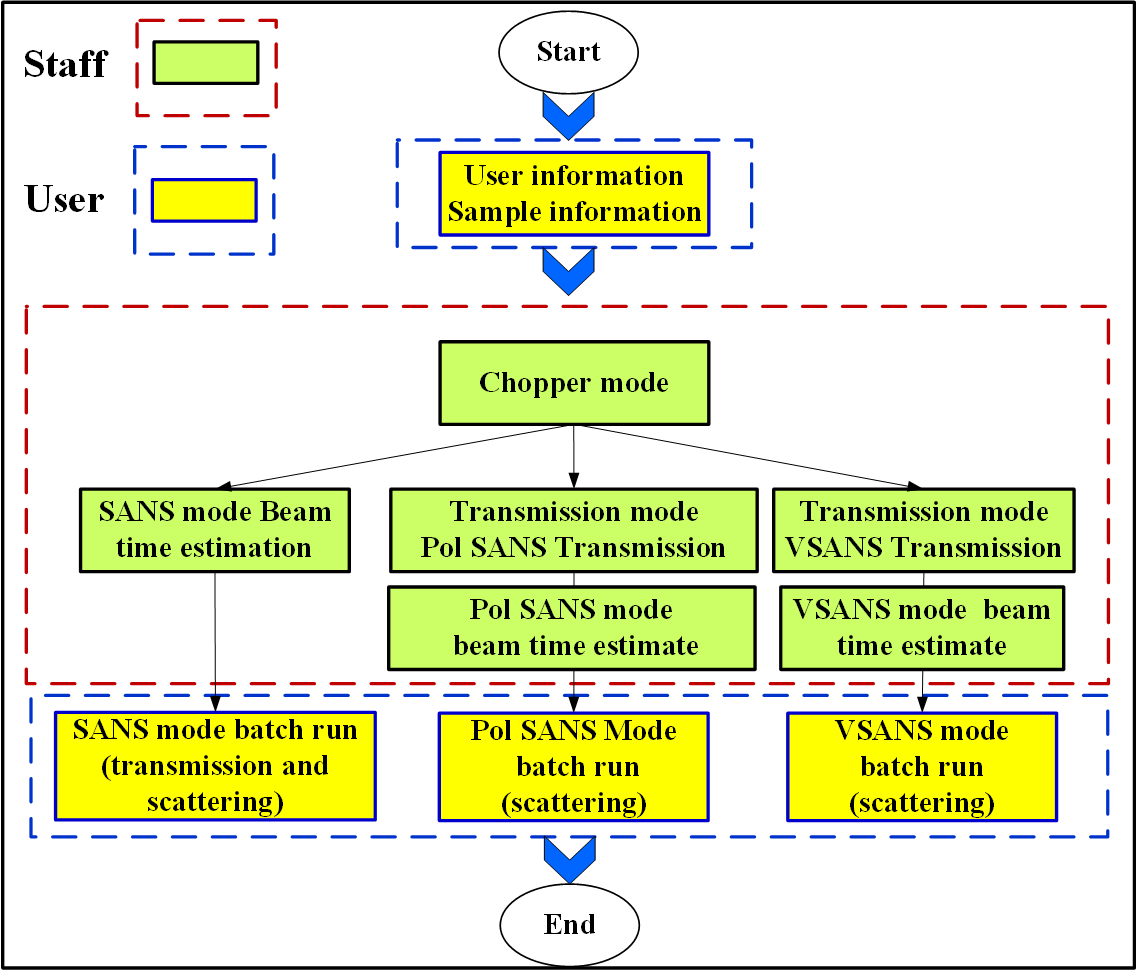 Staff
User
Start
User information
Sample information
Chopper mode
SANS mode Beam
time estimation
Transmission mode
Pol SANS Transmission
Transmission mode
VSANS Transmission
Pol SANS mode
beam time estimate
VSANS mode  beam
time estimate
SANS mode batch run
(transmission and
scattering)
Pol SANS Mode
batch run
(scattering)
VSANS mode
batch run
(scattering)
End